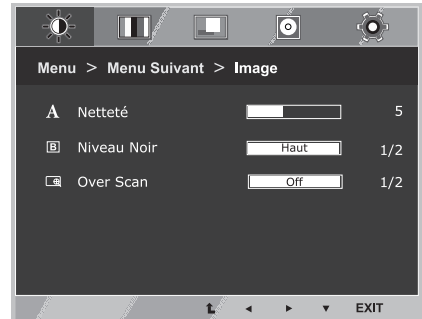 Menu > Menu Suivant > Image
A Netteté 5
B Niveau Noir Haut 1/2
Over Scan Off 1/2
EXIT